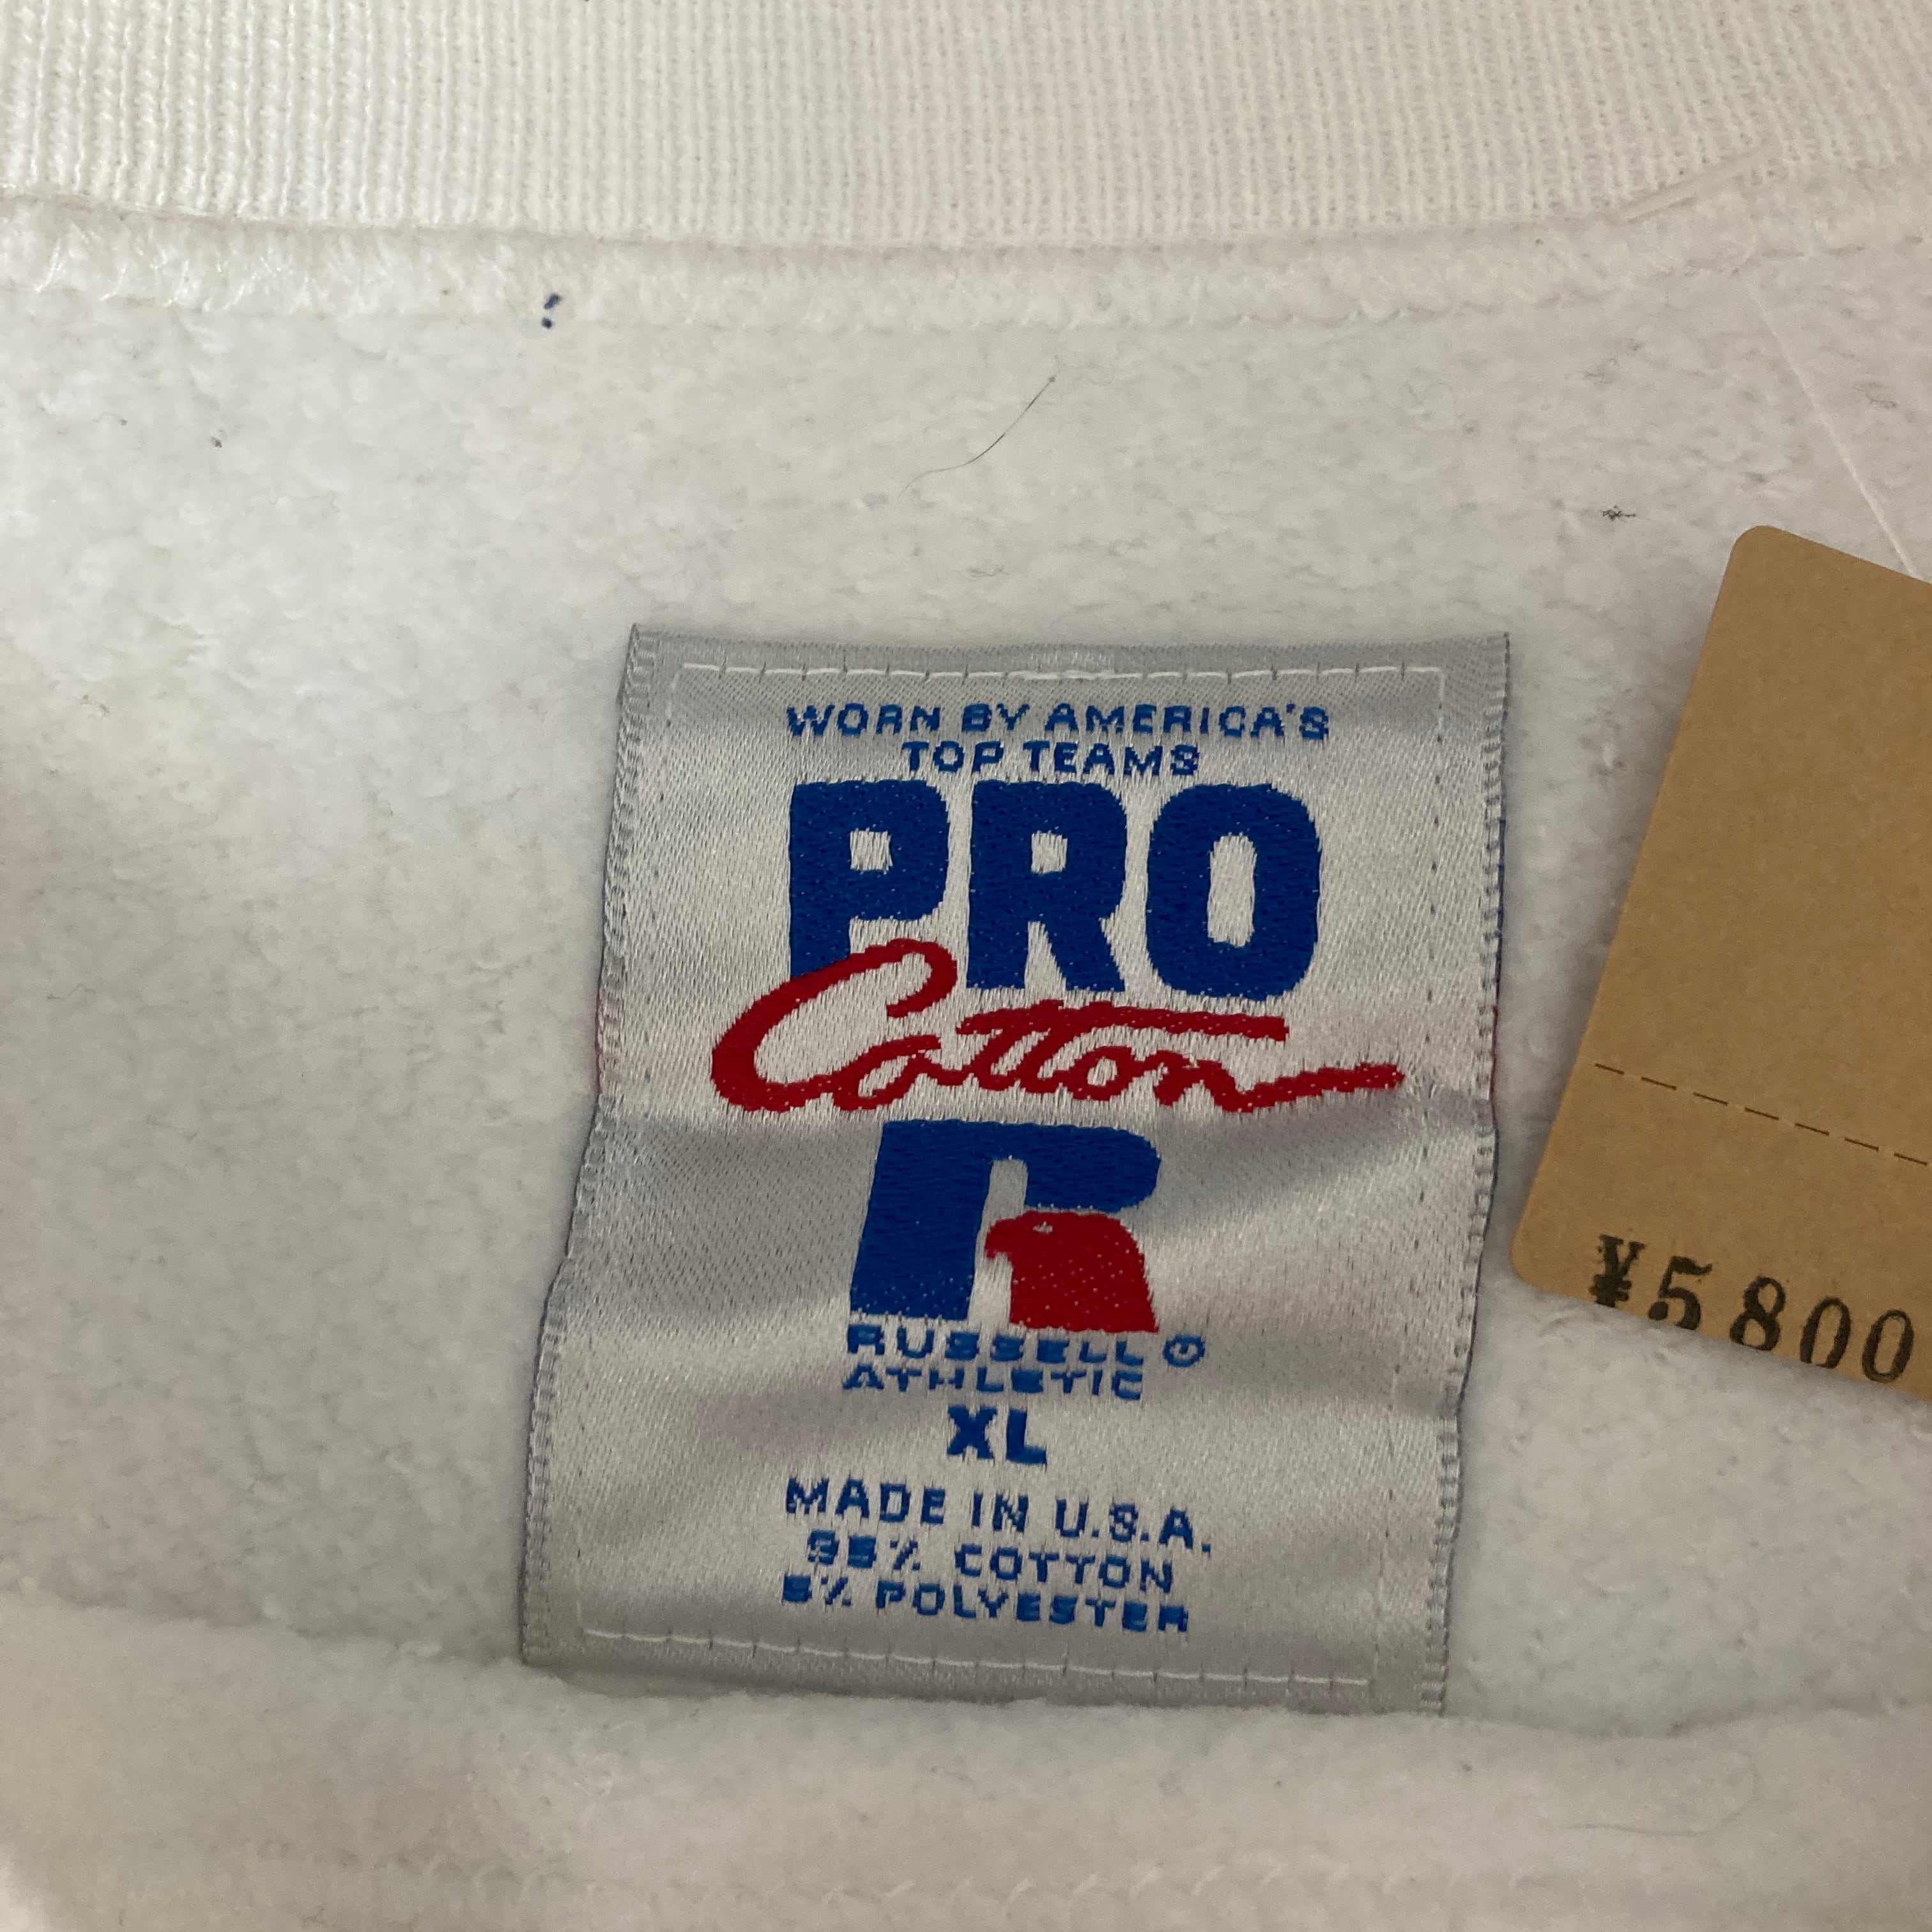 WORN BY AMERICA'S
TOP TEAMS
PRO
Cotton
RUSSELL
ATHLETIC
XL
MADE IN U.S.A.
95% COTTON
5% POLYESTER
¥5800